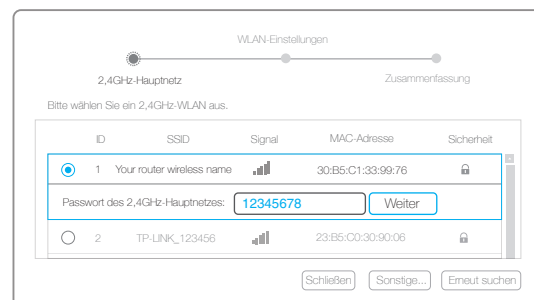 WLAN-Einstellungen
2,4GHz-Hauptnetz Zusammenfassung
Bitte wählen Sie ein 2,4GHz-WLAN aus.
ID SSID Signal MAC-Adresse Sicherheit
1 Your router wireless name 30:B5:C1:33:99:76
Passwort des 2,4GHz-Hauptnetzes: 12345678 Weiter
2 TP-LINK_123456 23:B5:C0:30:90:06
Schließen Sonstige... Erneut suchen